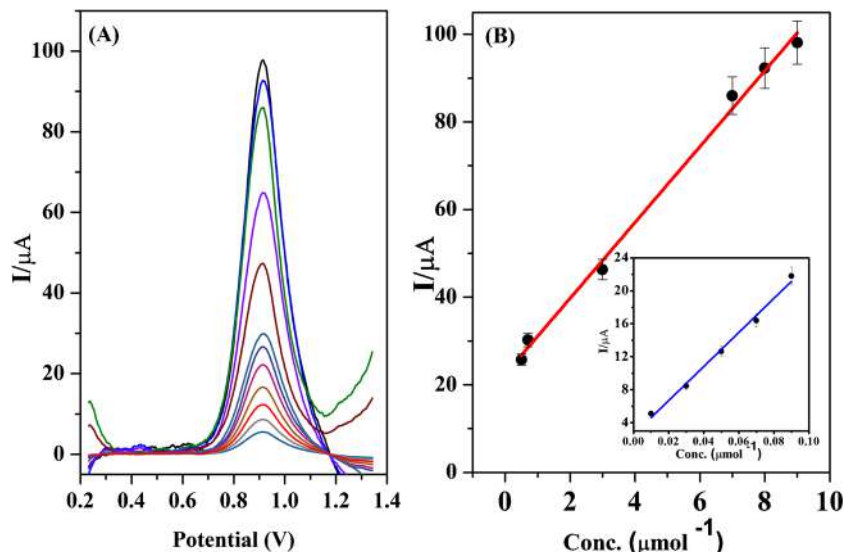 (A)
I/μA
100
80
60
40
20
0
0.2 0.4 0.6 0.8 1.0 1.2 1.4
Potential (V)
(B)
I/μA
100
80
60
40
20
0
0 2 4 6 8 10
Conc. (μmol -1)
I/μA
24
20
16
12
8
4
0.00 0.02 0.04 0.06 0.08 0.10
Conc. (μmol-1)